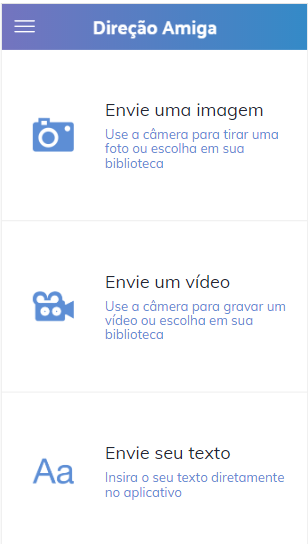 Direção Amiga
Envie uma imagem
Use a câmera para tirar uma
foto ou escolha em sua
biblioteca
Envie um vídeo
Use a câmera para gravar um
vídeo ou escolha em sua
biblioteca
Aa
Envie seu texto
Insira o seu texto diretamente
no aplicativo